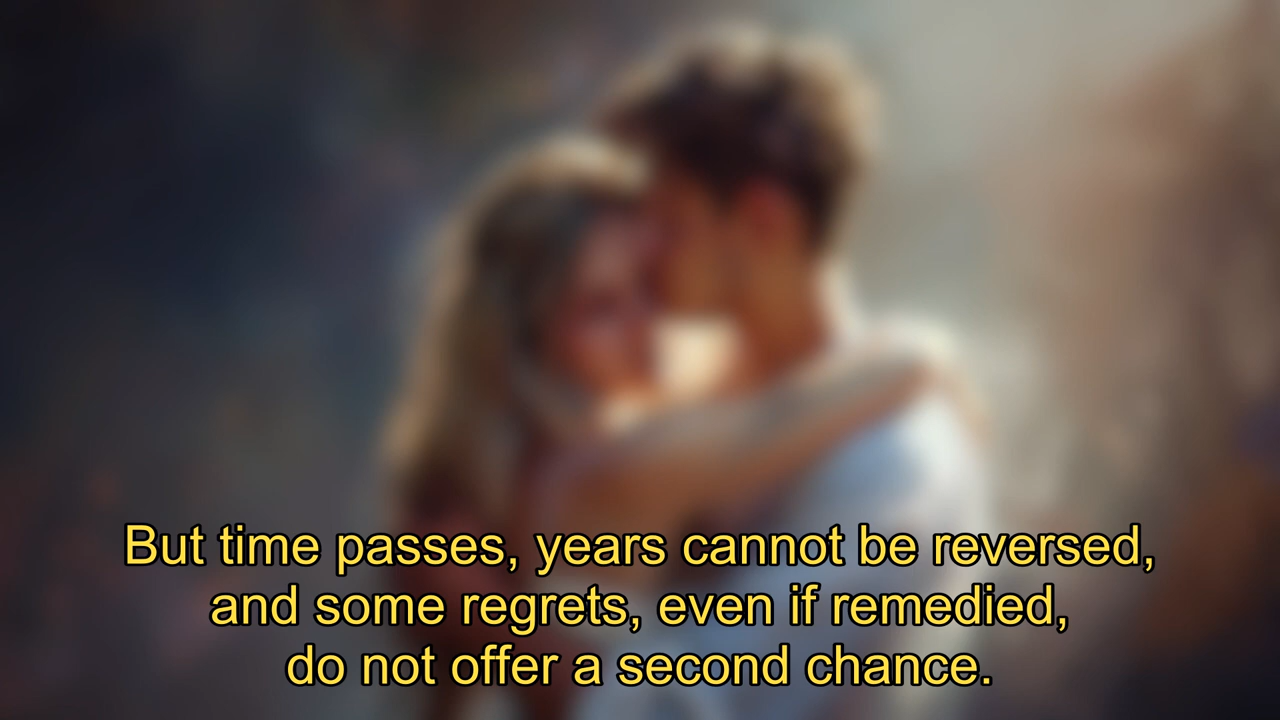 But time passes, years cannot be reversed,
and some regrets, even if remedied,
do not offer a second chance.